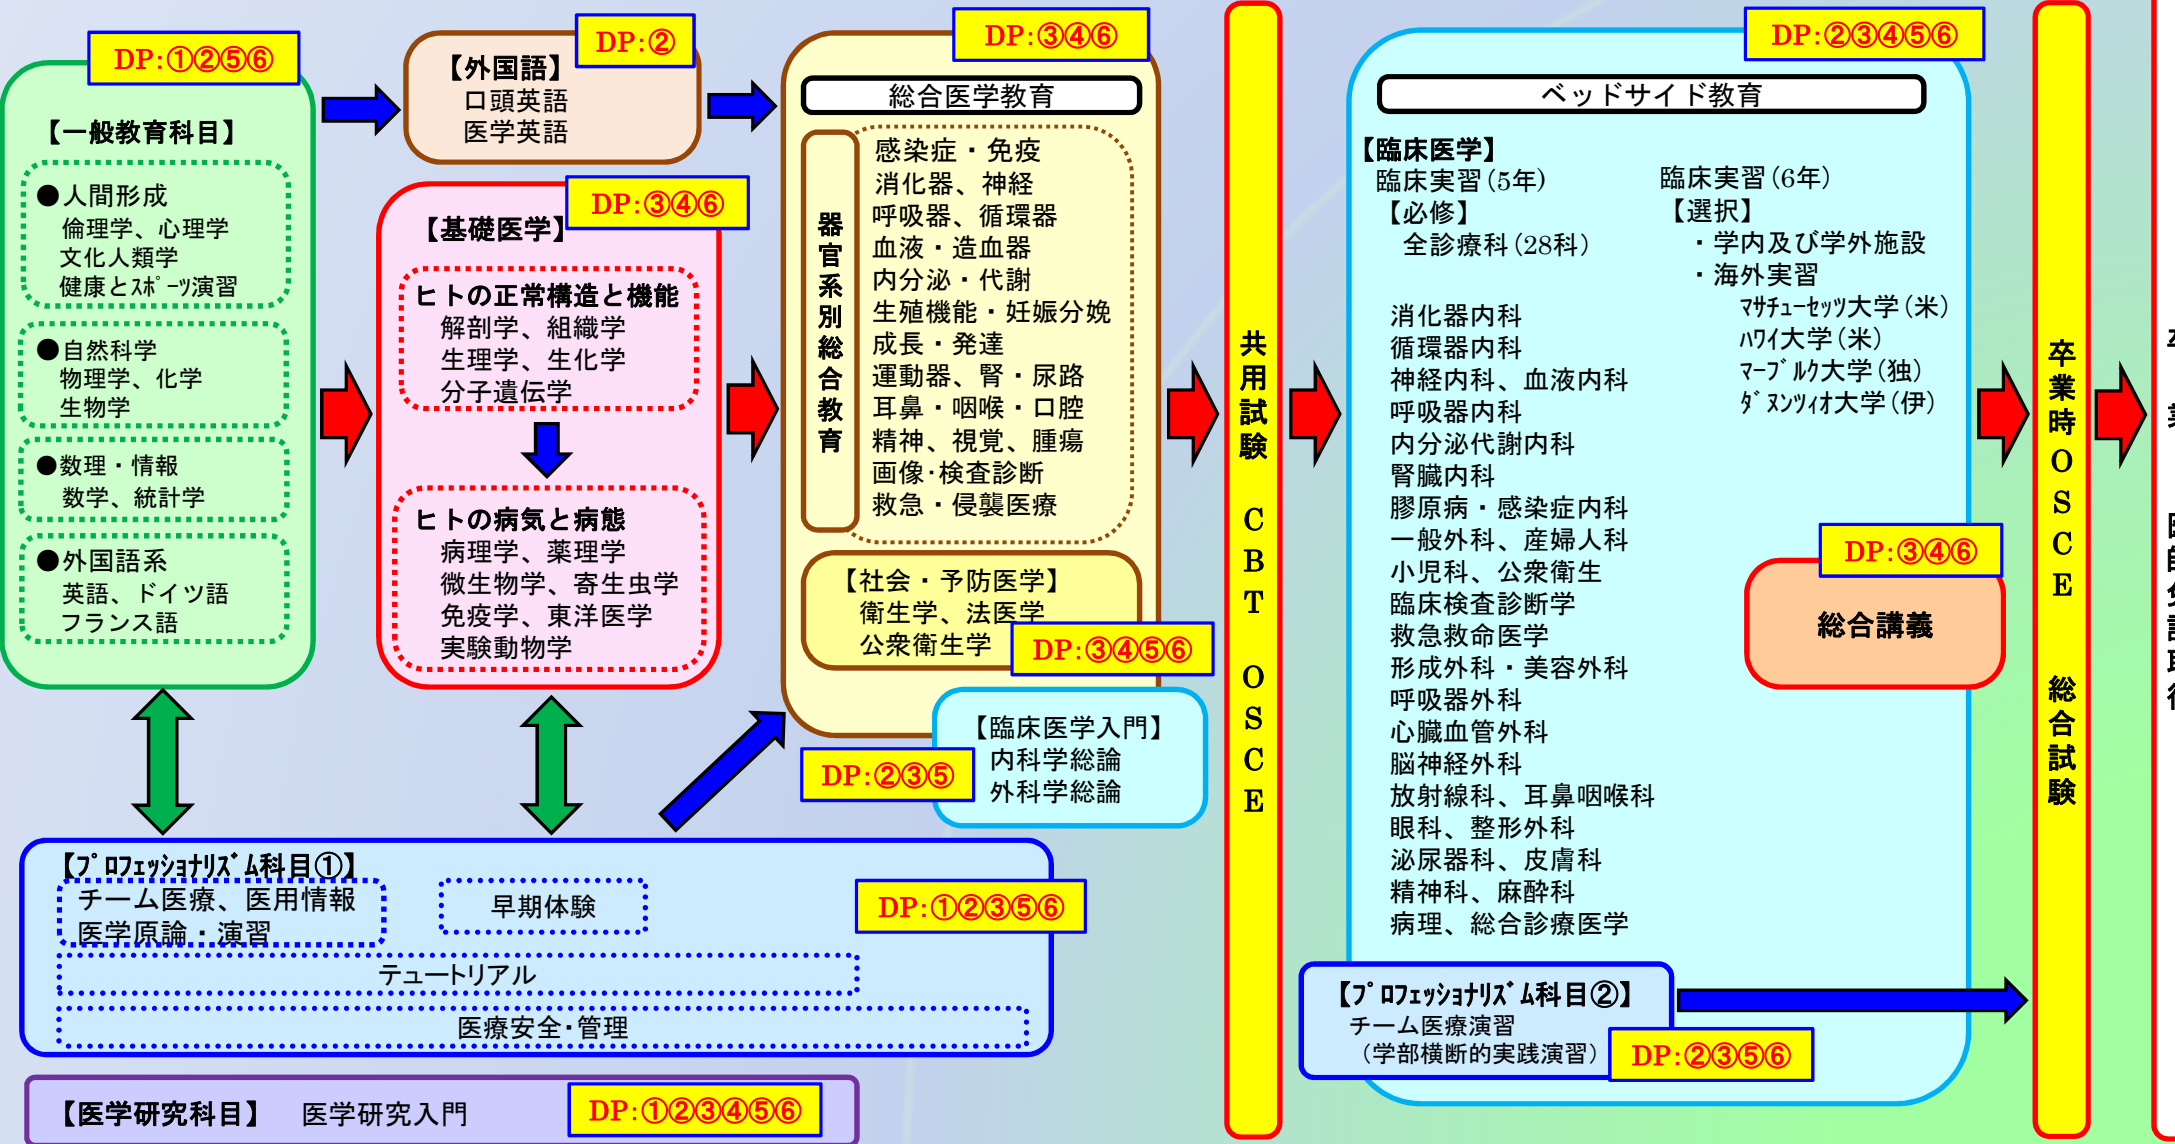 DP:①②⑤⑥
【一般教育科目】
●人間形成
倫理学、心理学
文化人類学
健康とスポーツ演習
●自然科学
物理学、化学
生物学
●数理・情報
数学、統計学
●外国語系
英語、ドイツ語
フランス語
DP:②
【外国語】
口頭英語
医学英語
DP:③④⑥
【基礎医学】
ヒトの正常構造と機能
解剖学、組織学
生理学、生化学
分子遺伝学
ヒトの病気と病態
病理学、薬理学
微生物学、寄生虫学
免疫学、東洋医学
実験動物学
DP:③④⑥
総合医学教育
器官系別総合教育
感染症・免疫
消化器、神経
呼吸器、循環器
血液・造血器
内分泌・代謝
生殖機能・妊娠分娩
成長・発達
運動器、腎・尿路
耳鼻・咽喉・口腔
精神、視覚、腫瘍
画像・検査診断
救急・侵襲医療
【社会・予防医学】
衛生学、法医学
公衆衛生学
DP:③④⑤⑥
【臨床医学入門】
内科学総論
外科学総論
DP:②③⑤
【プロフェッショナリズム科目①】
チーム医療、医用情報
医学原論・演習
早期体験
DP:①②③⑤⑥
テュートリアル
医療安全・管理
【医学研究科目】 医学研究入門
DP:①②③④⑤⑥
共用試験 CBT OSCE
DP:②③④⑤⑥
ベッドサイド教育
【臨床医学】
臨床実習(5年)
【必修】
全診療科(28科)
消化器内科
循環器内科
神経内科、血液内科
呼吸器内科
内分泌代謝内科
腎臓内科
膠原病・感染症内科
一般外科、産婦人科
小児科、公衆衛生
臨床検査診断学
救急救命医学
形成外科・美容外科
呼吸器外科
心臓血管外科
脳神経外科
放射線科、耳鼻咽喉科
眼科、整形外科
泌尿器科、皮膚科
精神科、麻酔科
病理、総合診療医学
臨床実習(6年)
【選択】
・学内及び学外施設
・海外実習
マサチューセッツ大学(米)
ハワイ大学(米)
マーブルク大学(独)
ダヌンツィオ大学(伊)
DP:③④⑥
総合講義
【プロフェッショナリズム科目②】
チーム医療演習
(学部横断的実践演習)
DP:②③⑤⑥
卒業時OSCE 総合試験